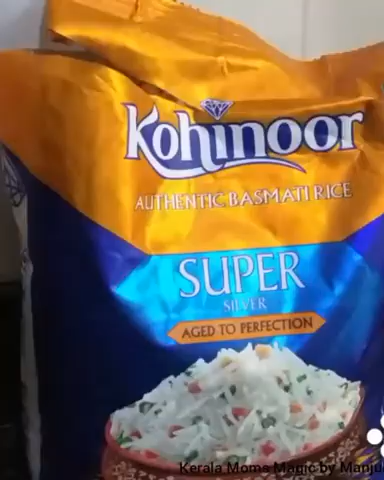 Kohinoor
AUTHENTIC BASMATI RICE
SUPER
SILVER
AGED TO PERFECTION
Kerala Moms Magic by Manju